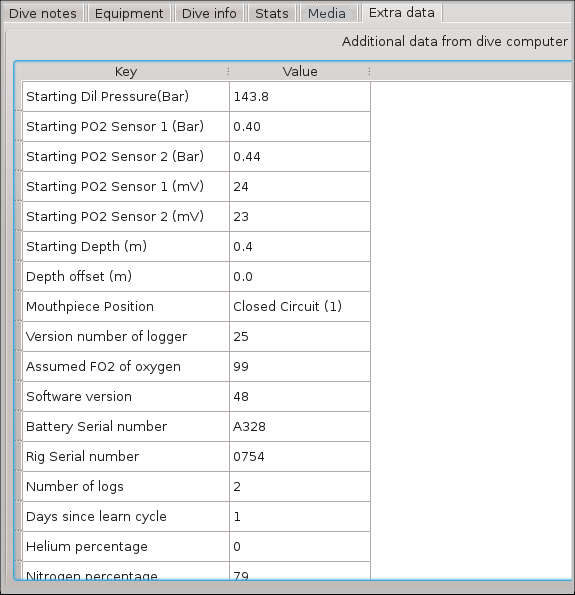 Dive notes Equipment Dive info Stats Media Extra data
Additional data from dive computer
Key Value
Starting Dil Pressure(Bar) 143.8
Starting PO2 Sensor 1 (Bar) 0.40
Starting PO2 Sensor 2 (Bar) 0.44
Starting PO2 Sensor 1 (mV) 24
Starting PO2 Sensor 2 (mV) 23
Starting Depth (m) 0.4
Depth offset (m) 0.0
Mouthpiece Position Closed Circuit (1)
Version number of logger 25
Assumed FO2 of oxygen 99
Software version 48
Battery Serial number A328
Rig Serial number 0754
Number of logs 2
Days since learn cycle 1
Helium percentage 0
Nitrogen percentage 79